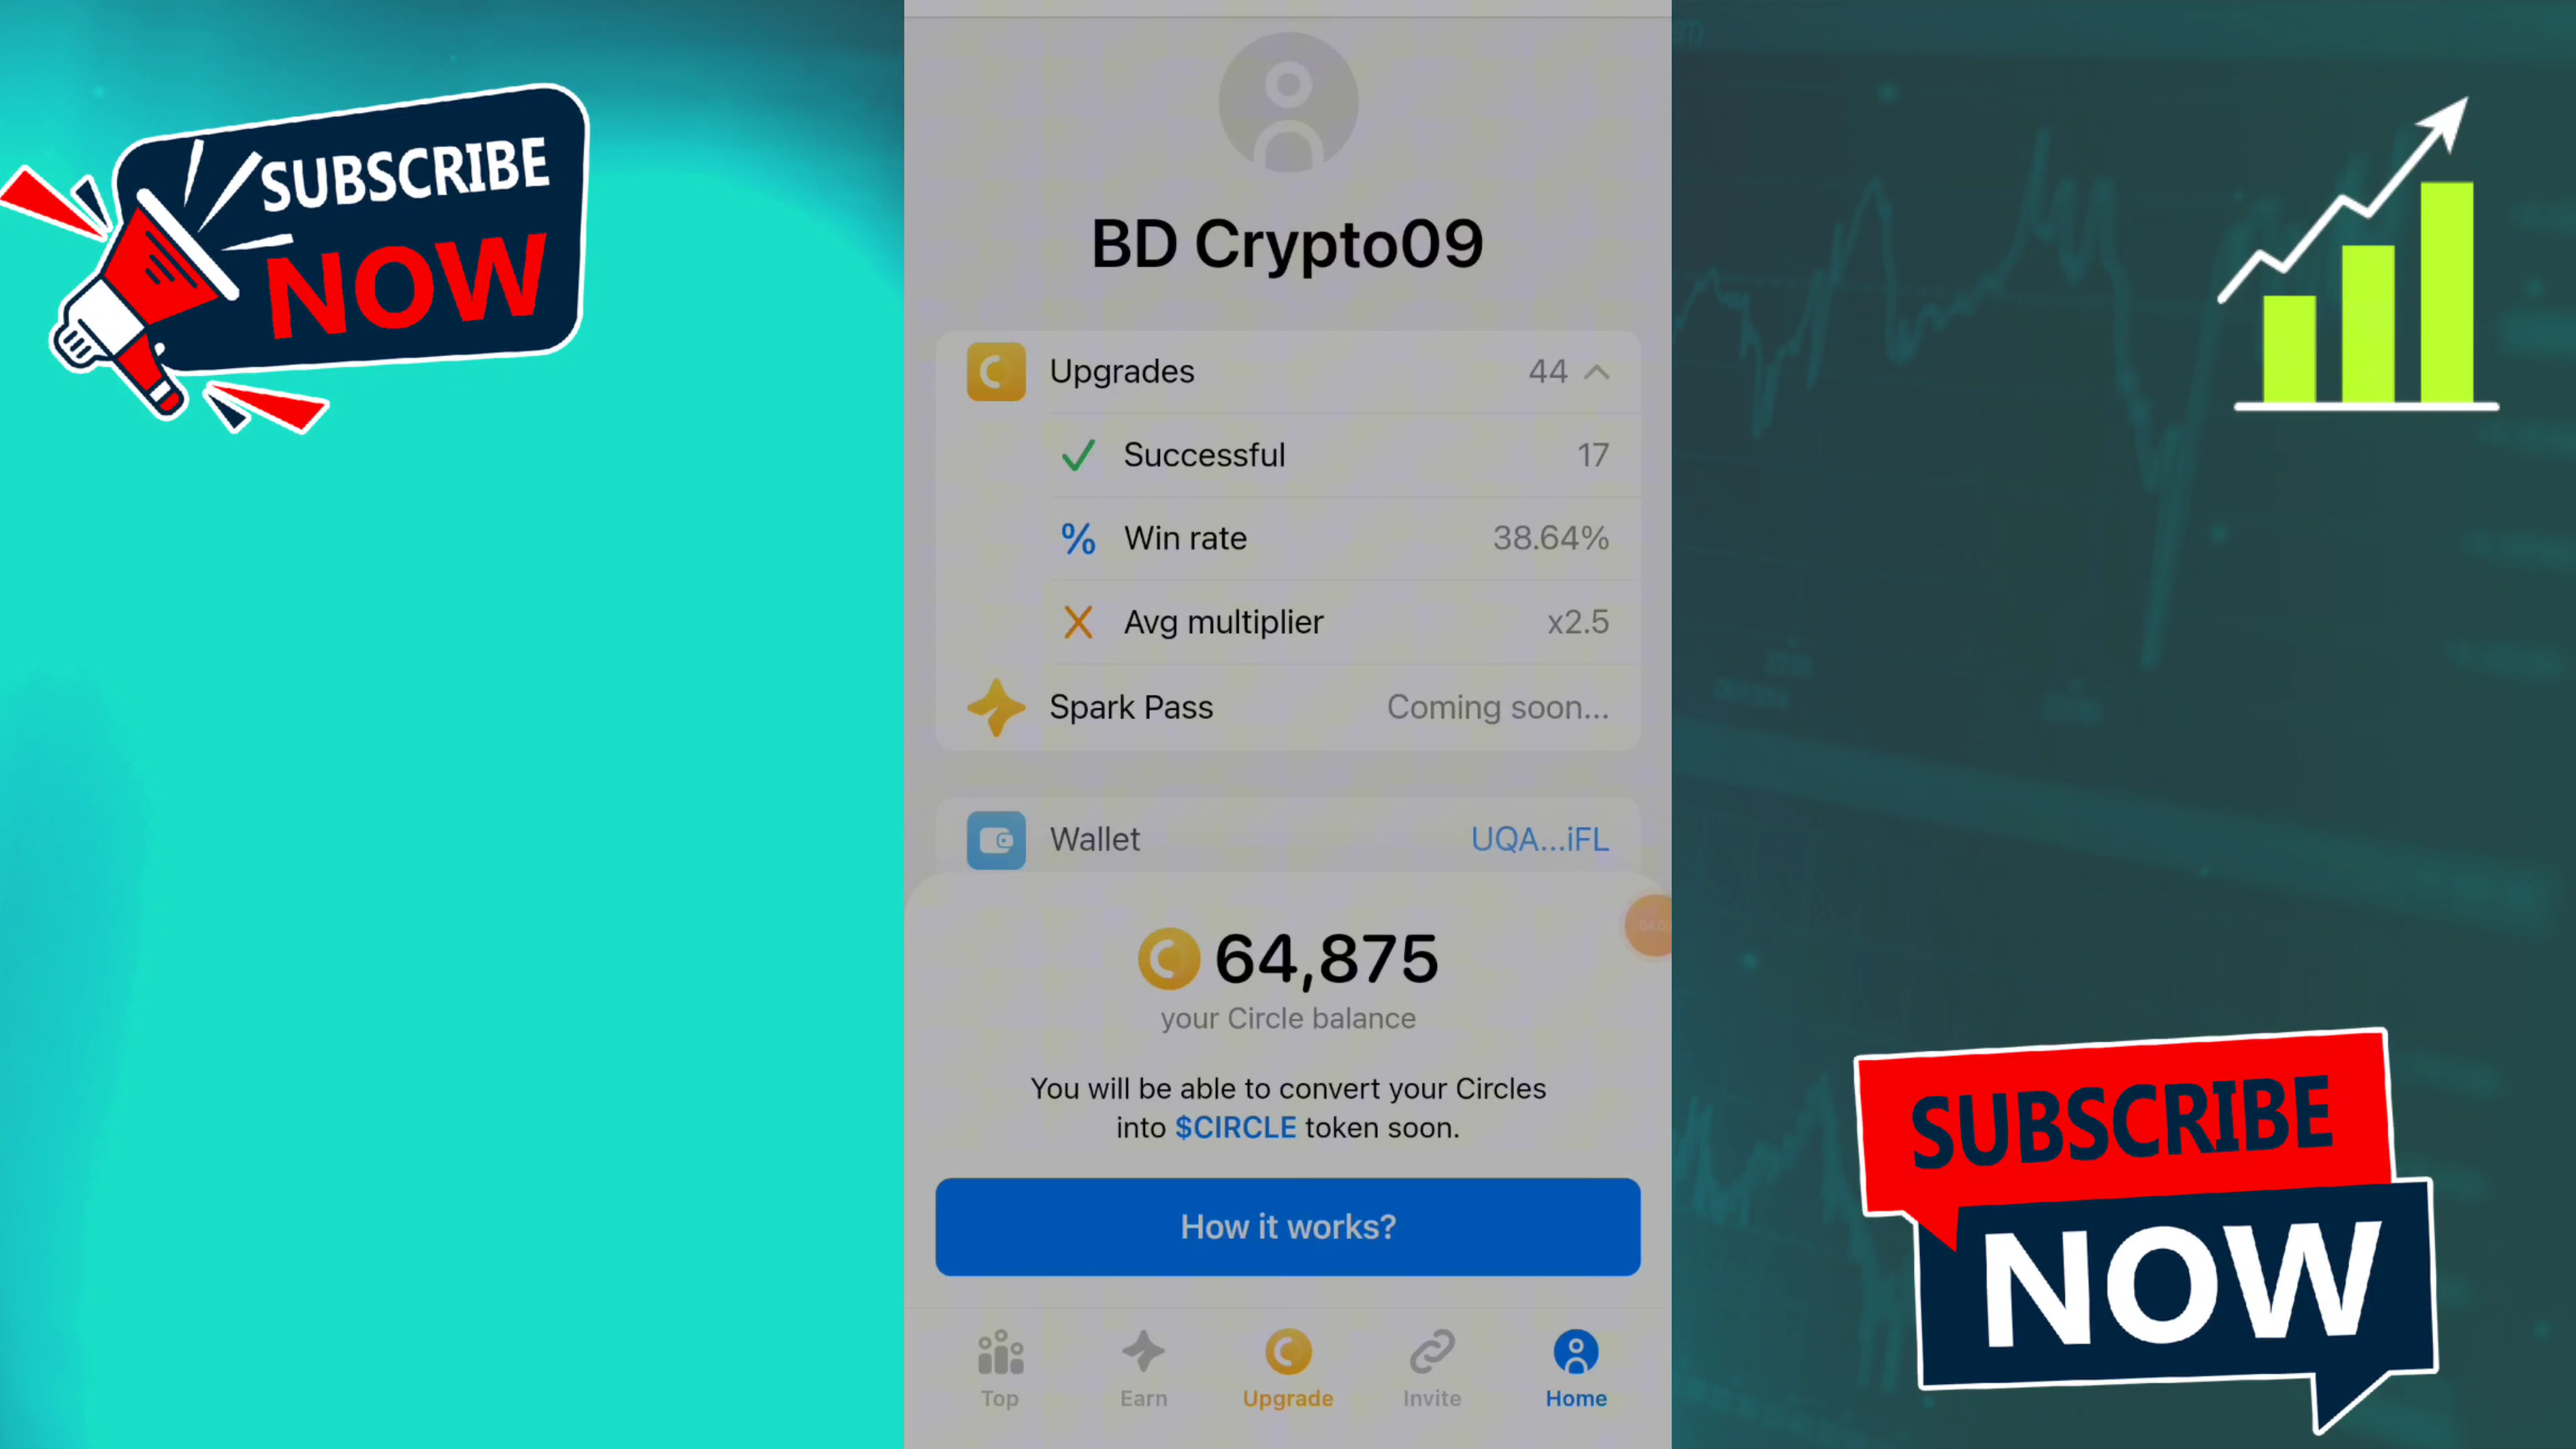 SUBSCRIBE
NOW
BD Crypto09
Upgrades 44
Successful 17
% Win rate 38.64%
Avg multiplier x2.5
Spark Pass Coming soon...
Wallet UQA...iFL
64,875
your Circle balance
You will be able to convert your Circles
into $CIRCLE token soon.
How it works?
Top Earn Upgrade Invite Home
SUBSCRIBE
NOW